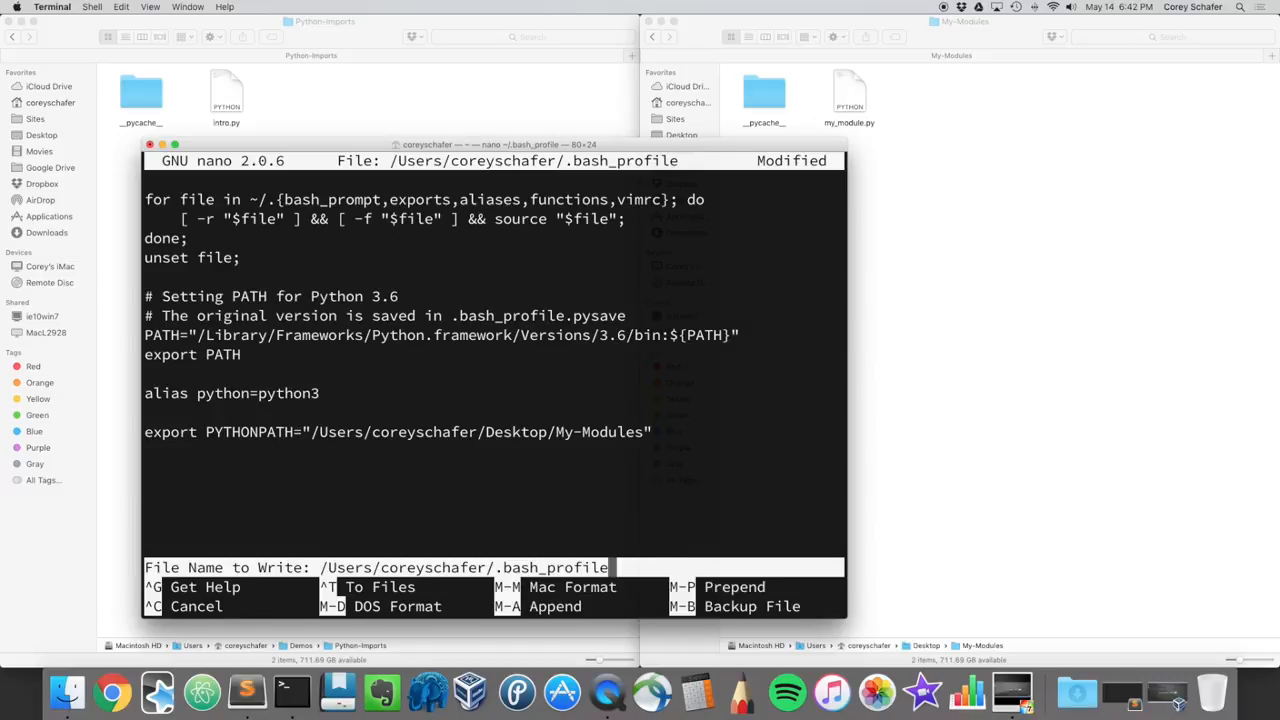 Terminal Shell Edit View Window Help May 14 6:42 PM Corey Schafer
Python-Imports
My-Modules
Search
Search
Python-Imports
My-Modules
Favorites
iCloud Drive
coreyschafer
Sites
Desktop
Movies
Google Drive
Dropbox
AirDrop
Applications
Downloads
Devices
Corey's iMac
Remote Disc
Shared
ie10win7
MacL2928
Tags
Red
Orange
Yellow
Green
Blue
Purple
Gray
All Tags...
__pycache__
PYTHON
intro.py
Favorites
iCloud Dri...
coreyscha...
Sites
Desktop
__pycache__
PYTHON
my_module.py
coreyschafer — ~ — nano ~/.bash_profile — 80×24
GNU nano 2.0.6 File: /Users/coreyschafer/.bash_profile Modified
for file in ~/.{bash_prompt,exports,aliases,functions,vimrc}; do
[ -r "$file" ] && [ -f "$file" ] && source "$file";
done;
unset file;
# Setting PATH for Python 3.6
# The original version is saved in .bash_profile.pysave
PATH="/Library/Frameworks/Python.framework/Versions/3.6/bin:${PATH}"
export PATH
alias python=python3
export PYTHONPATH="/Users/coreyschafer/Desktop/My-Modules"
File Name to Write: /Users/coreyschafer/.bash_profile
^G Get Help ^T To Files M-M Mac Format M-P Prepend
^C Cancel M-D DOS Format M-A Append M-B Backup File
Macintosh HD Users coreyschafer Demos Python-Imports
2 items, 711.69 GB available
Macintosh HD Users coreyschafer Desktop My-Modules
2 items, 711.69 GB available